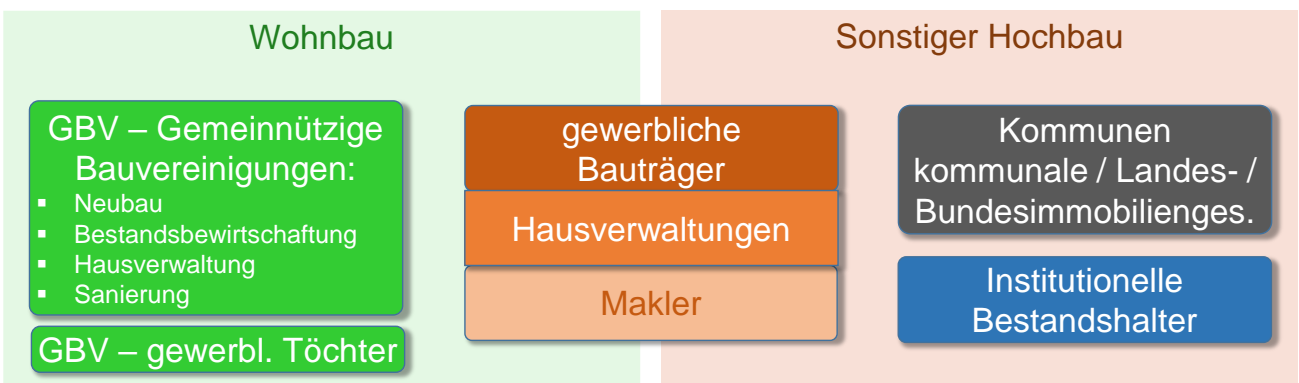 Wohnbau
Sonstiger Hochbau
GBV – Gemeinnützige
Bauvereinigungen:
▪ Neubau
▪ Bestandsbewirtschaftung
▪ Hausverwaltung
▪ Sanierung
GBV – gewerbl. Töchter
gewerbliche
Bauträger
Hausverwaltungen
Makler
Kommunen
kommunale / Landes- /
Bundesimmobilienges.
Institutionelle
Bestandshalter